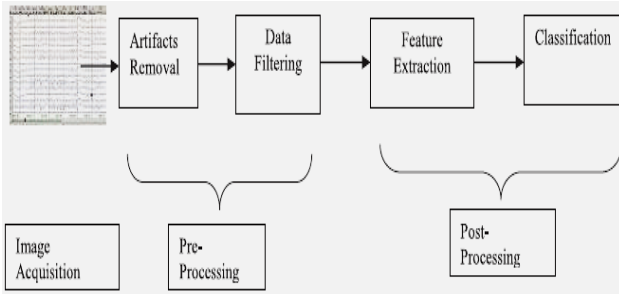 Artifacts
Removal
Data
Filtering
Feature
Extraction
Classification
Image
Acquisition
Pre-
Processing
Post-
Processing